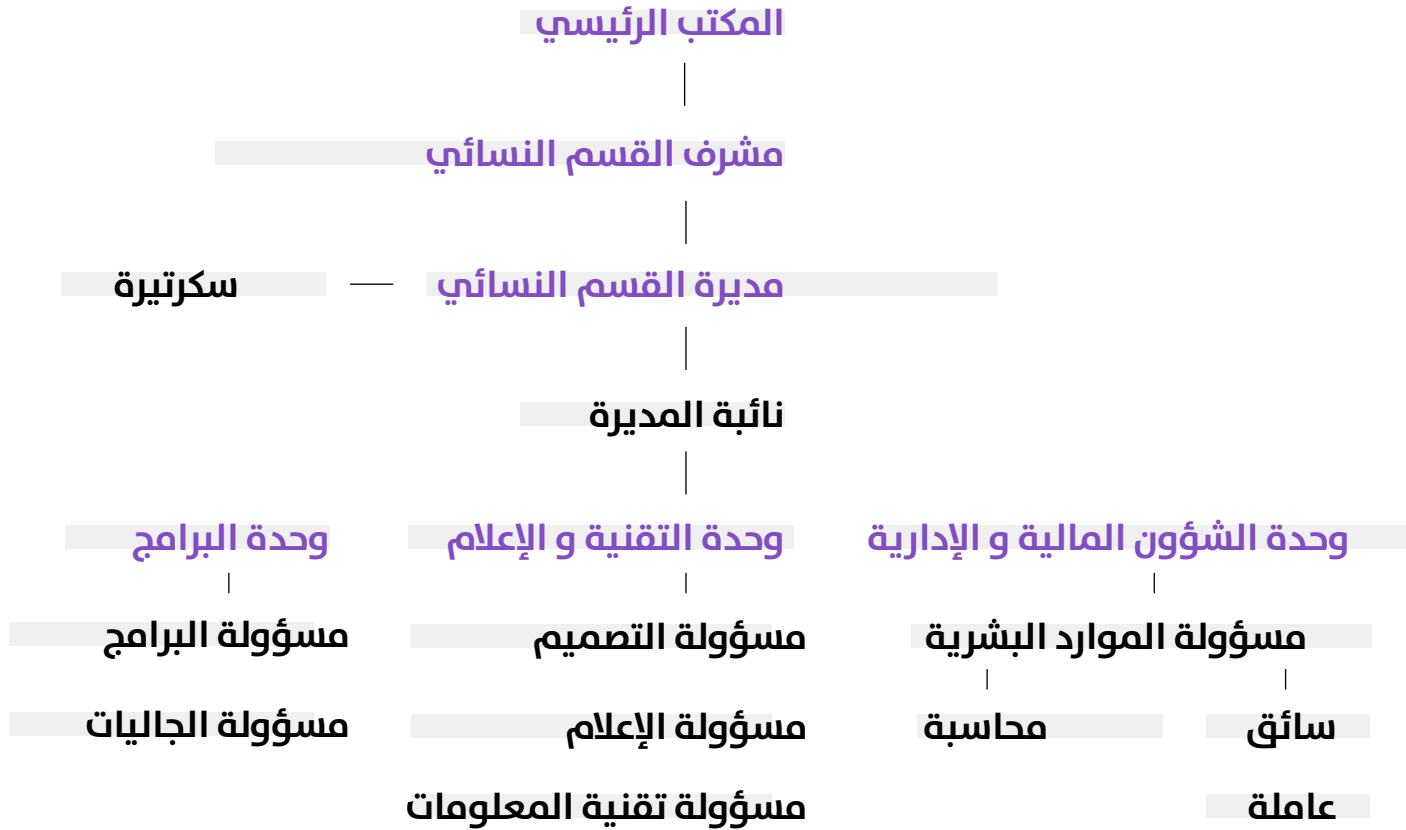 المكتب الرئيسي
مشرف القسم النسائي
مديرة القسم النسائي
سكرتيرة
نائبة المديرة
وحدة الشؤون المالية و الإدارية
وحدة التقنية و الإعلام
وحدة البرامج
مسؤولة الموارد البشرية
مسؤولة التصميم
مسؤولة البرامج
سائق
محاسبة
مسؤولة الإعلام
مسؤولة الجاليات
عاملة
مسؤولة تقنية المعلومات